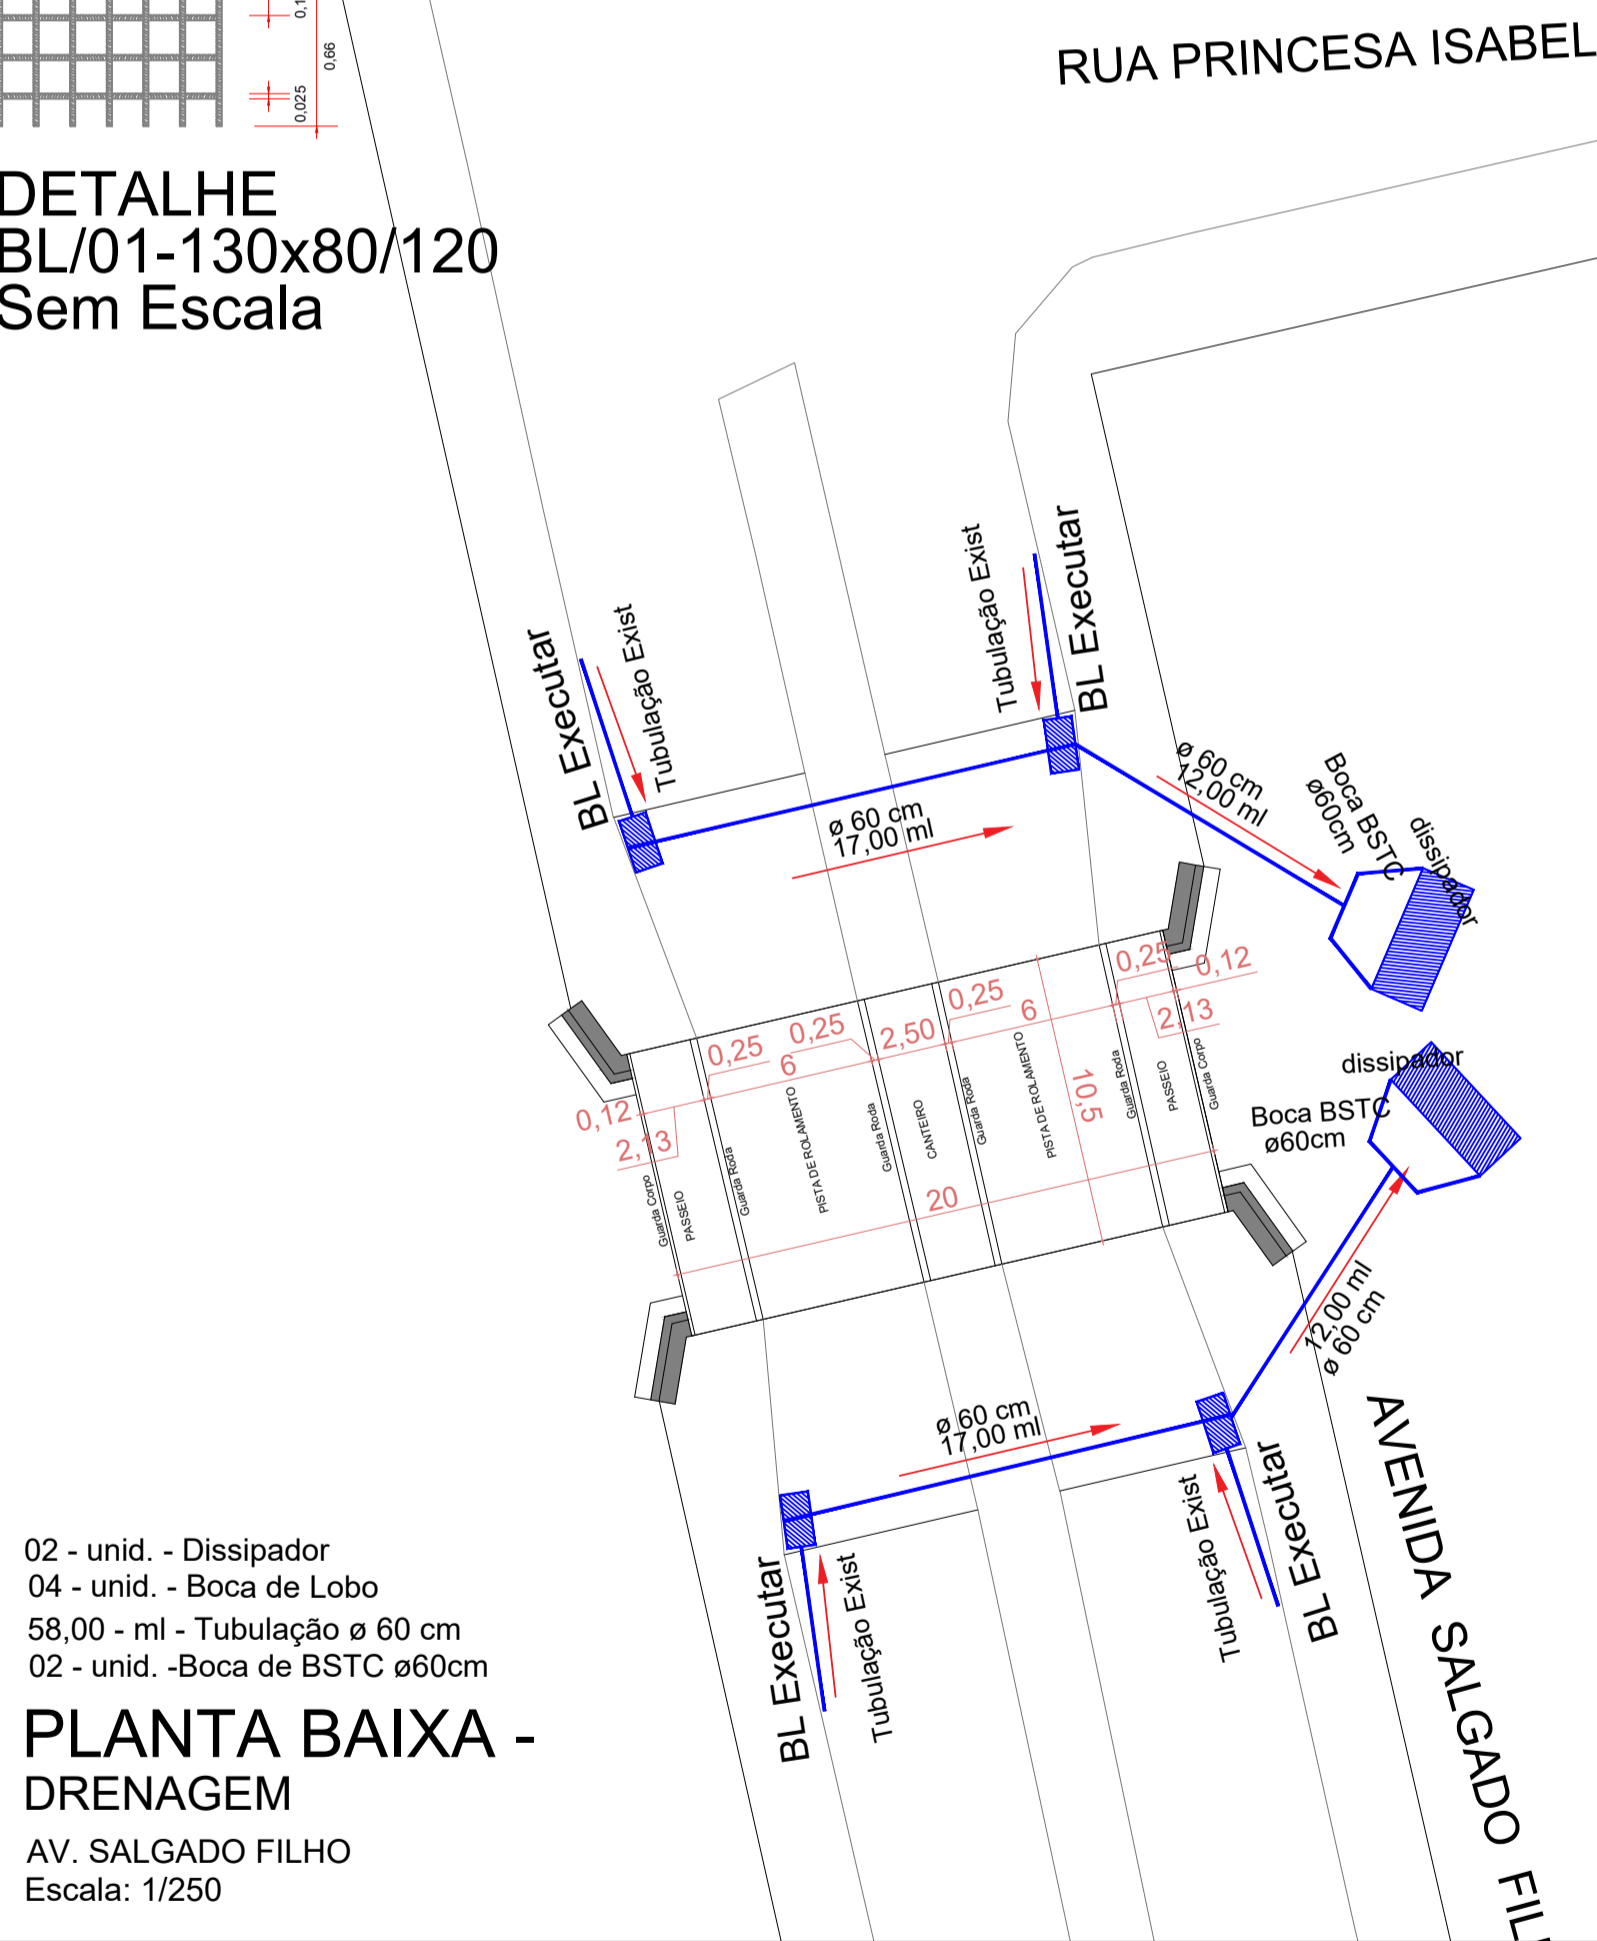 0,1
0,66
0,025
RUA PRINCESA ISABEL
DETALHE
BL/01-130x80/120
Sem Escala
BL Executar
Tubulação Exist
Tubulação Exist
BL Executar
ø 60 cm
17,00 ml
ø 60 cm
12,00 ml
Boca BSTC
ø60cm
dissipador
0,12
2,13
0,25
6
0,25
2,50
0,25
6
0,25
0,12
2,13
10,5
20
Guarda Corpo
PASSEIO
Guarda Roda
PISTA DE ROLAMENTO
Guarda Roda
CANTEIRO
Guarda Roda
PISTA DE ROLAMENTO
Guarda Roda
PASSEIO
Guarda Corpo
dissipador
Boca BSTC
ø60cm
12,00 ml
ø 60 cm
ø 60 cm
17,00 ml
BL Executar
Tubulação Exist
Tubulação Exist
BL Executar
AVENIDA SALGADO FIL
02 - unid. - Dissipador
04 - unid. - Boca de Lobo
58,00 - ml - Tubulação ø 60 cm
02 - unid. -Boca de BSTC ø60cm
PLANTA BAIXA -
DRENAGEM
AV. SALGADO FILHO
Escala: 1/250